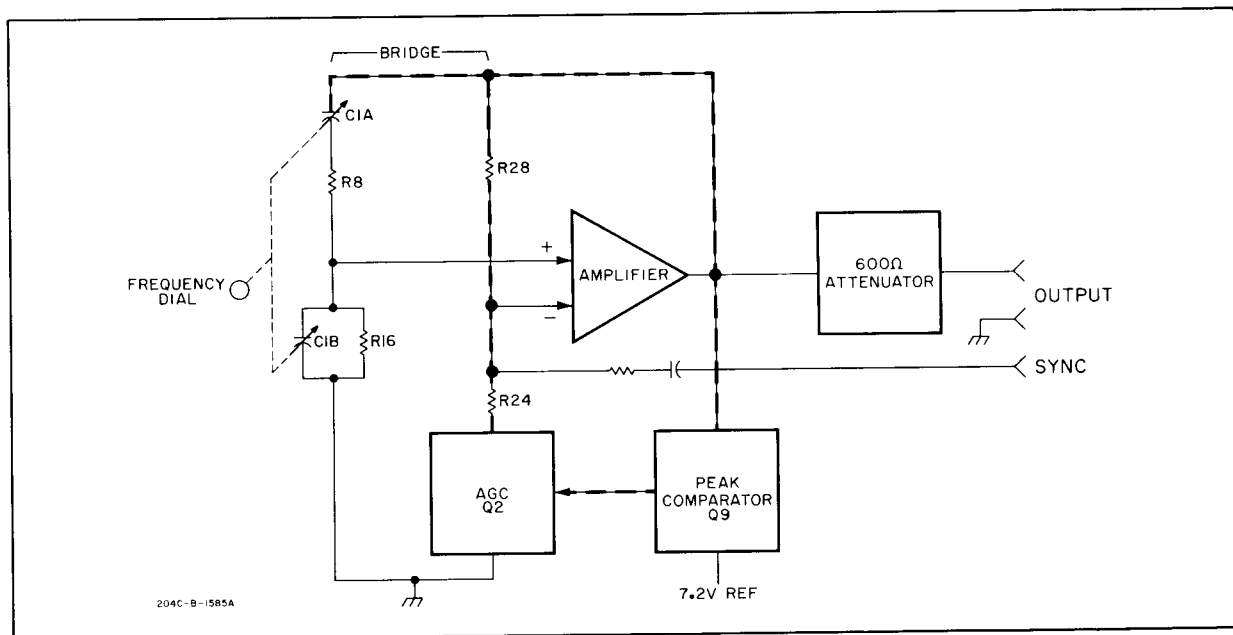 BRIDGE
C1A
R8
R28
+
AMPLIFIER
−
600Ω
ATTENUATOR
FREQUENCY
DIAL
OUTPUT
C1B
R16
SYNC
R24
AGC
Q2
PEAK
COMPARATOR
Q9
7.2V REF
204C-B-1585A